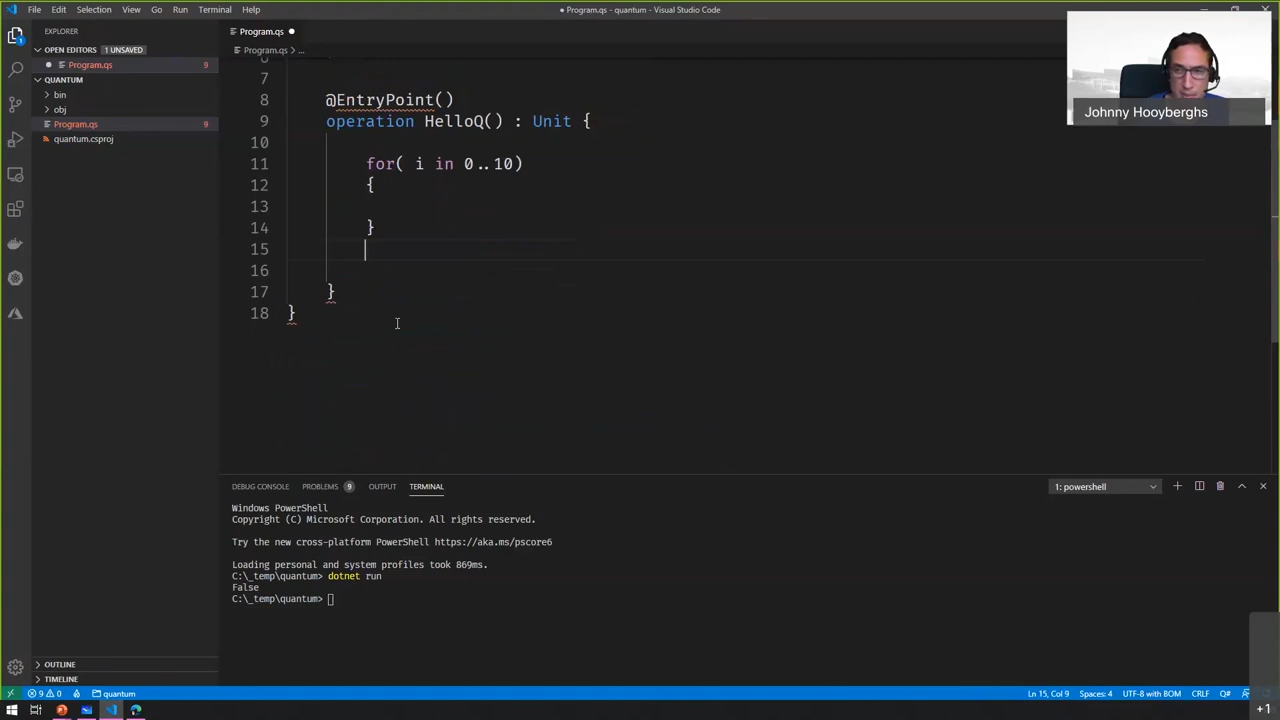 File Edit Selection View Go Run Terminal Help
● Program.qs - quantum - Visual Studio Code
EXPLORER
OPEN EDITORS 1 UNSAVED
● Program.qs 9
QUANTUM
bin
obj
Program.qs 9
quantum.csproj
OUTLINE
TIMELINE
Program.qs ●
Program.qs > ...
7
8 @EntryPoint()
9 operation HelloQ() : Unit {
10
11 for( i in 0..10)
12 {
13
14 }
15
16
17 }
18 }
Johnny Hooyberghs
DEBUG CONSOLE PROBLEMS 9 OUTPUT TERMINAL
1: powershell
Windows PowerShell
Copyright (C) Microsoft Corporation. All rights reserved.
Try the new cross-platform PowerShell https://aka.ms/pscore6
Loading personal and system profiles took 869ms.
C:\_temp\quantum> dotnet run
False
C:\_temp\quantum>
9 0 quantum
Ln 15, Col 9 Spaces: 4 UTF-8 with BOM CRLF Q#
+1